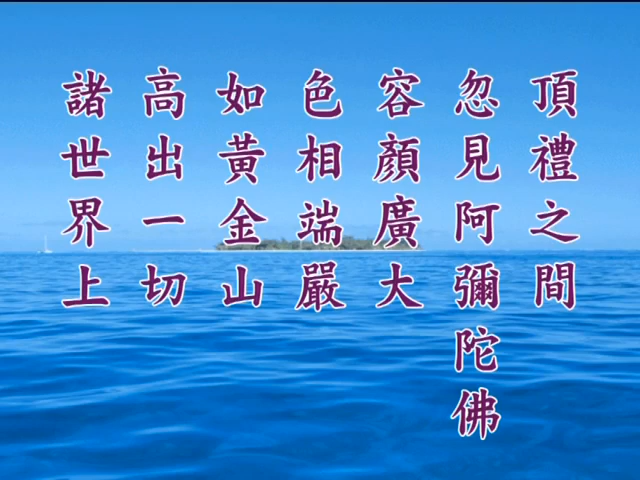 頂禮之間
忽見阿彌陀佛
容顏廣大
色相端嚴
如黃金山
高出一切
諸世界上